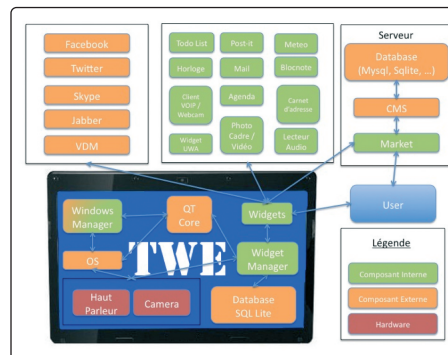 Facebook
Twitter
Skype
Jabber
VDM
Todo List
Post-it
Meteo
Horloge
Mail
Blocnote
Client
VOIP /
Webcam
Agenda
Carnet
d'adresse
Widget
UWA
Photo
Cadre /
Vidéo
Lecteur
Audio
Serveur
Database
(Mysql, Sqlite, ...)
CMS
Market
User
Windows
Manager
QT
Core
Widgets
OS
TWE
Widget
Manager
Haut
Parleur
Camera
Database
SQL Lite
Légende
Composant Interne
Composant Externe
Hardware